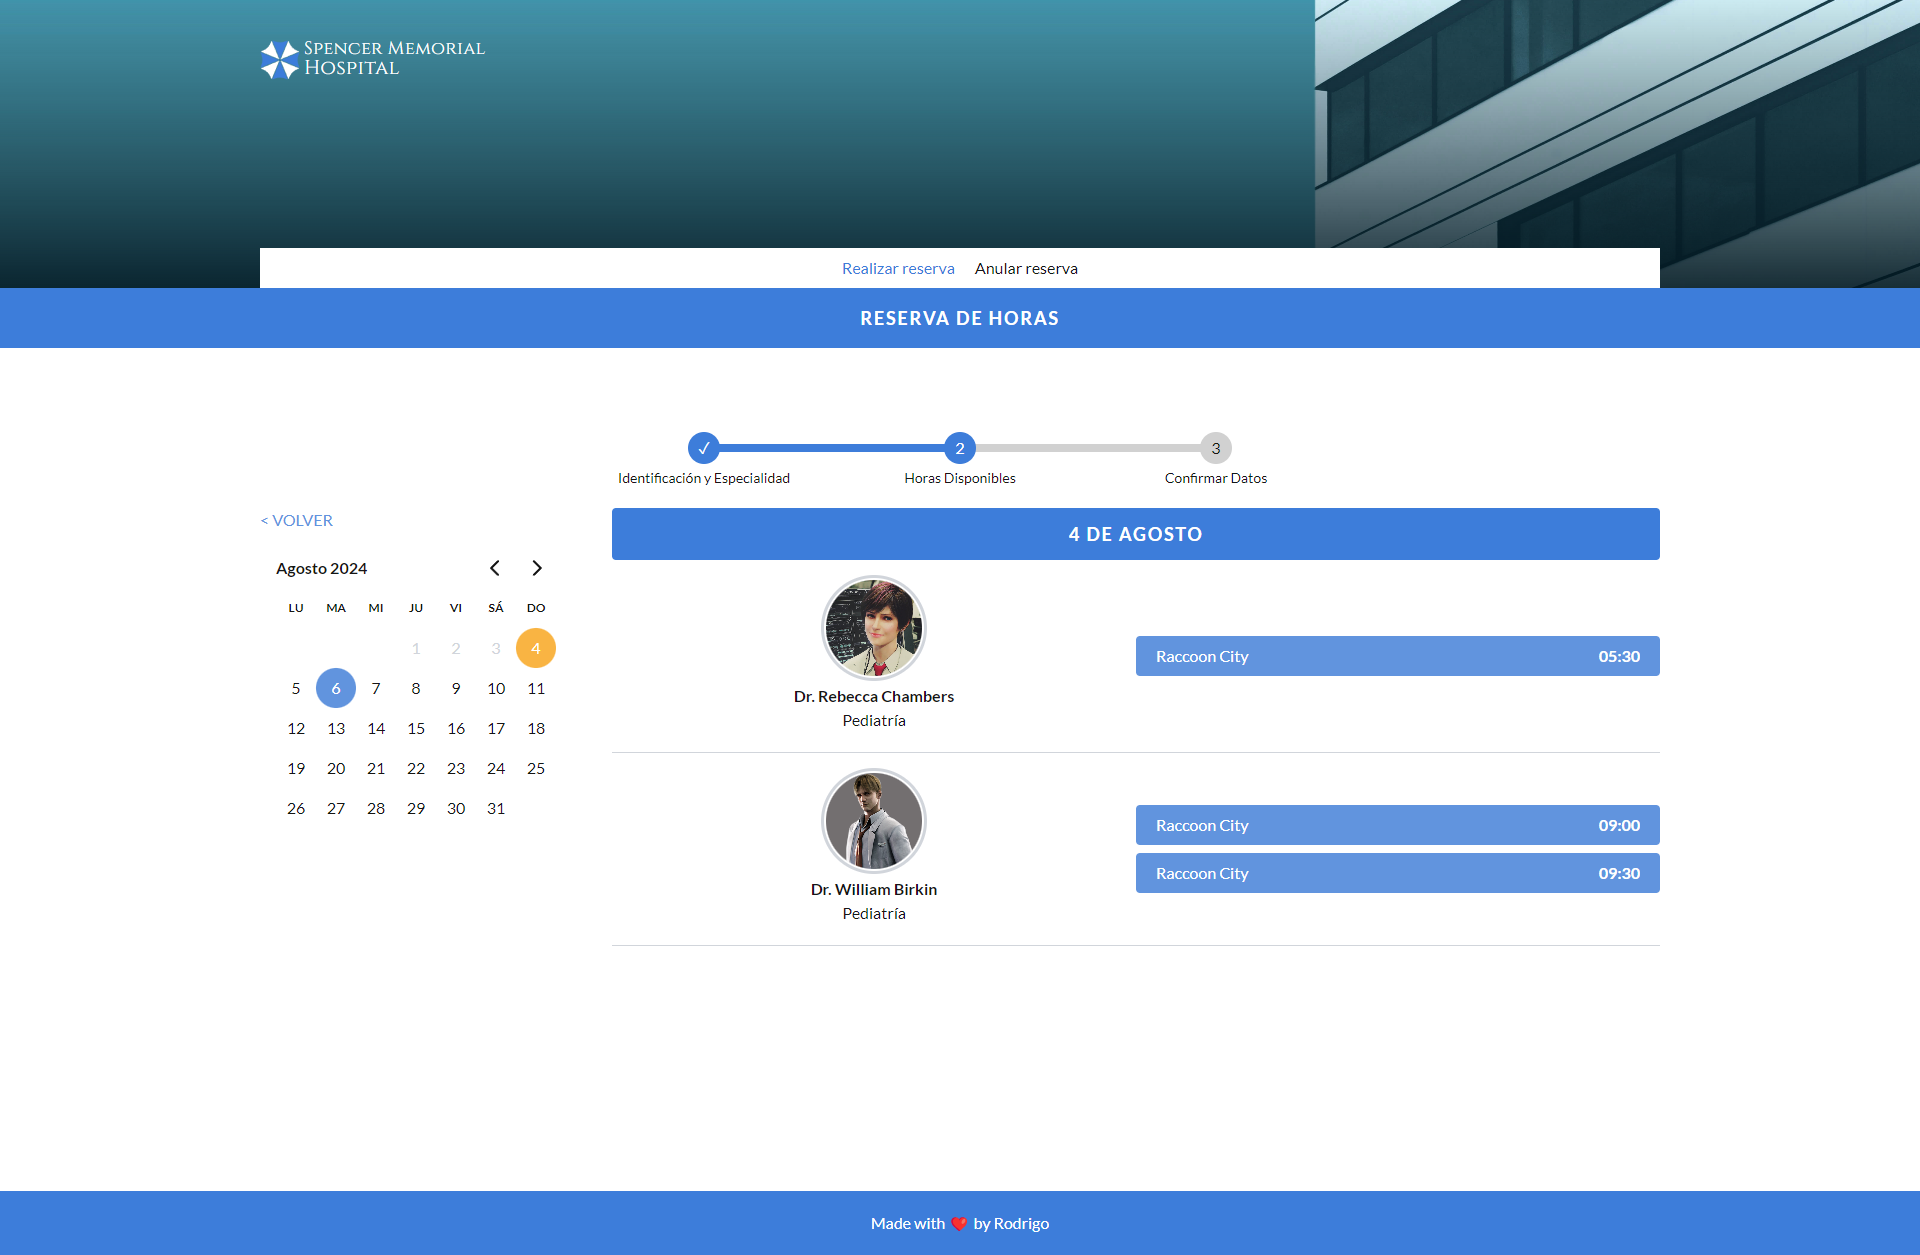 Spencer Memorial
Hospital
Realizar reserva Anular reserva
RESERVA DE HORAS
✓ 2 3
Identificación y Especialidad Horas Disponibles Confirmar Datos
< VOLVER
Agosto 2024 < >
LU MA MI JU VI SÁ DO
1 2 3 4
5 6 7 8 9 10 11
12 13 14 15 16 17 18
19 20 21 22 23 24 25
26 27 28 29 30 31
4 DE AGOSTO
Dr. Rebecca Chambers
Pediatría
Raccoon City 05:30
Dr. William Birkin
Pediatría
Raccoon City 09:00
Raccoon City 09:30
Made with ❤️ by Rodrigo